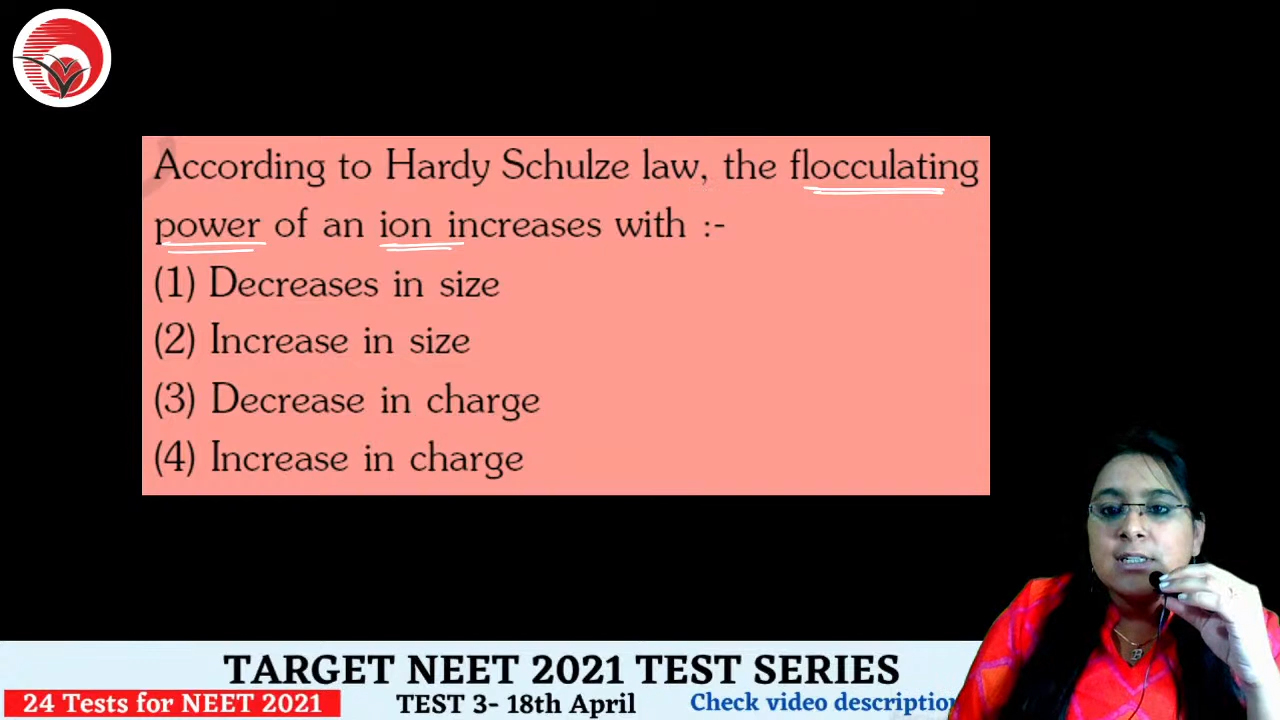 According to Hardy Schulze law, the flocculating
power of an ion increases with :-
(1) Decreases in size
(2) Increase in size
(3) Decrease in charge
(4) Increase in charge
TARGET NEET 2021 TEST SERIES
24 Tests for NEET 2021 TEST 3- 18th April Check video description